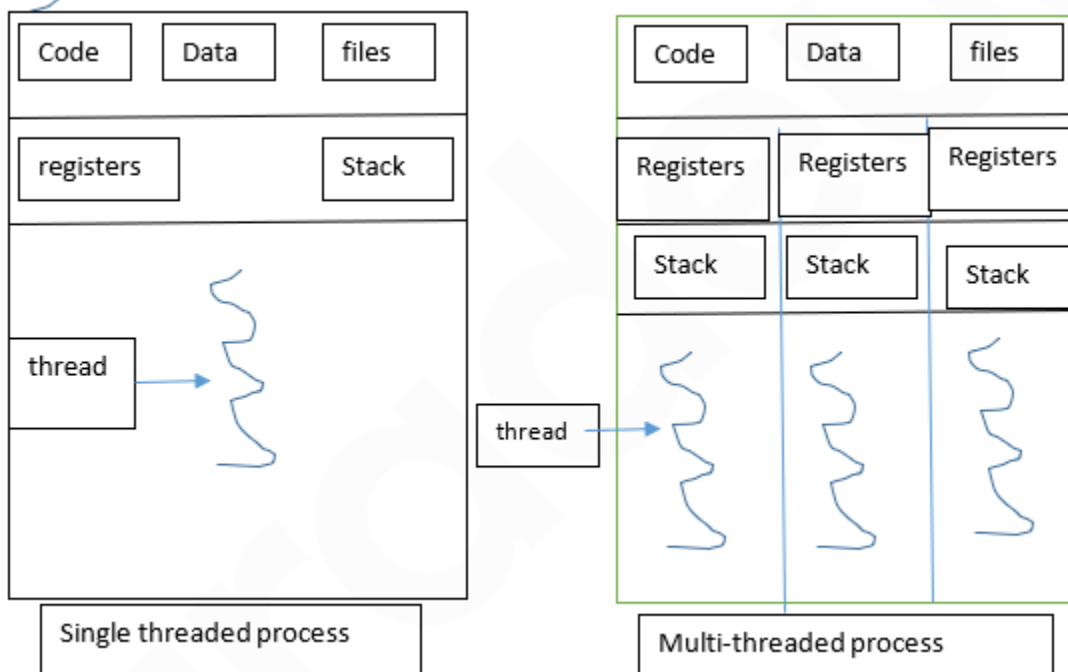 Code Data files
registers Stack
thread
Single threaded process
Code Data files
Registers Registers Registers
Stack Stack Stack
thread
Multi-threaded process